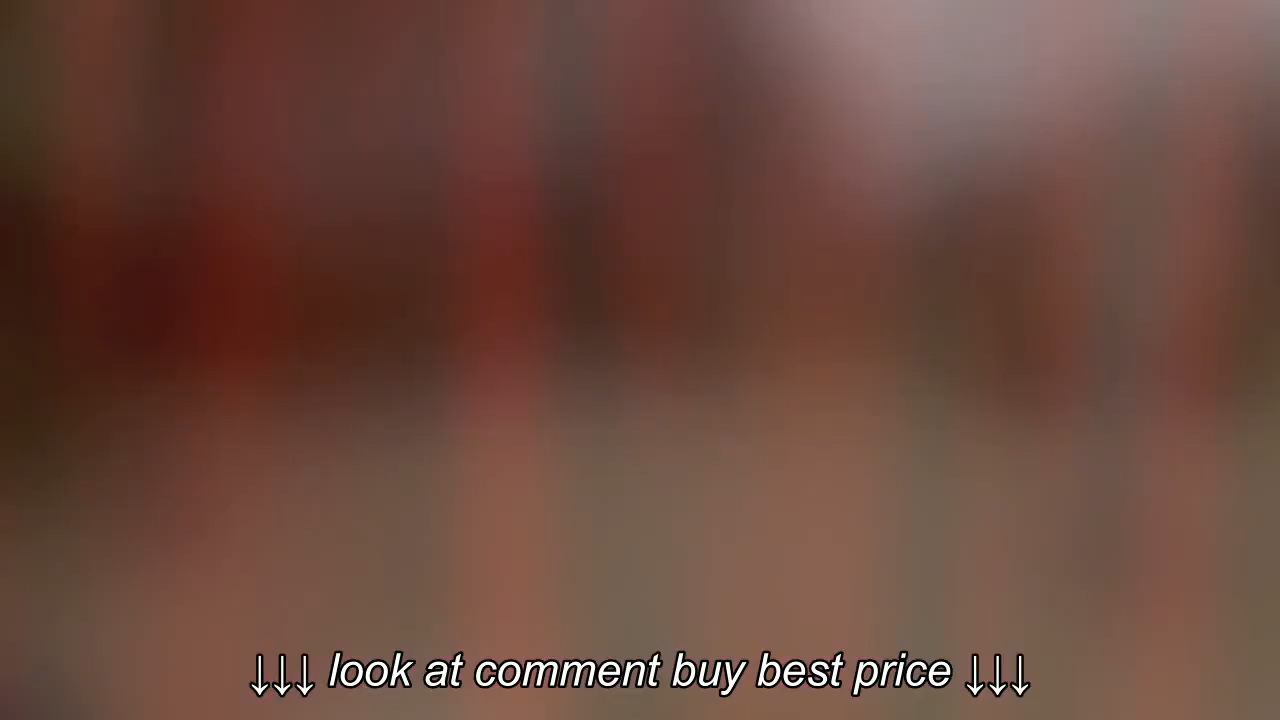 ↓↓↓ look at comment buy best price ↓↓↓